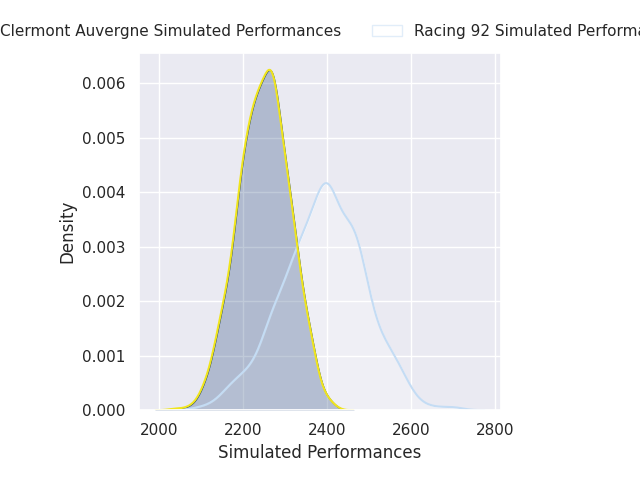 Clermont Auvergne Simulated Performances
Racing 92 Simulated
0.006
0.005
0.004
0.003
0.002
0.001
0.000
Density
2000 2200 2400 2600 2800
Simulated Performances